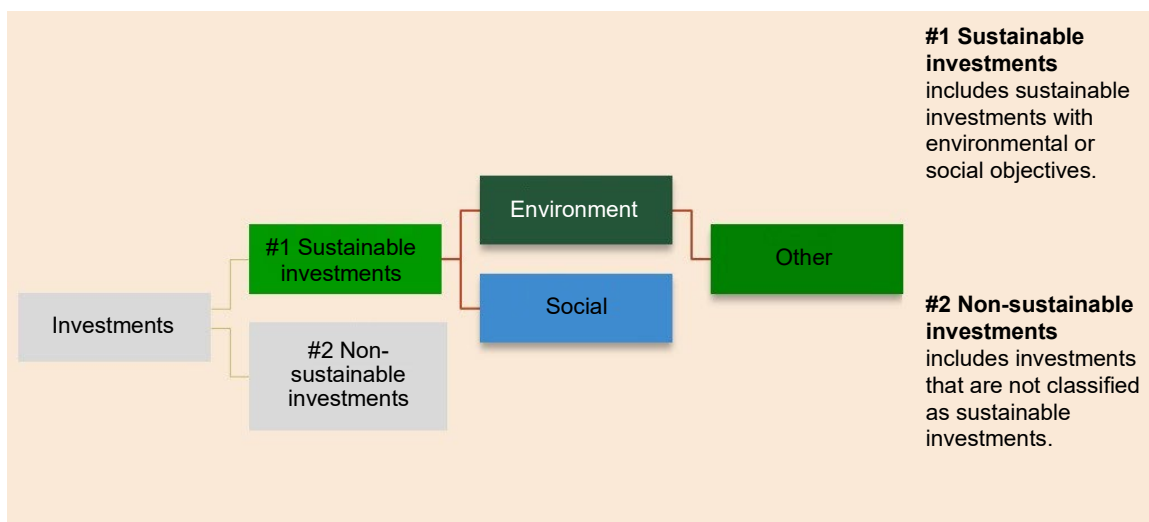 Investments
#1 Sustainable
investments
#2 Non-
sustainable
investments
Environment
Social
Other
#1 Sustainable
investments
includes sustainable
investments with
environmental or
social objectives.
#2 Non-sustainable
investments
includes investments
that are not classified
as sustainable
investments.